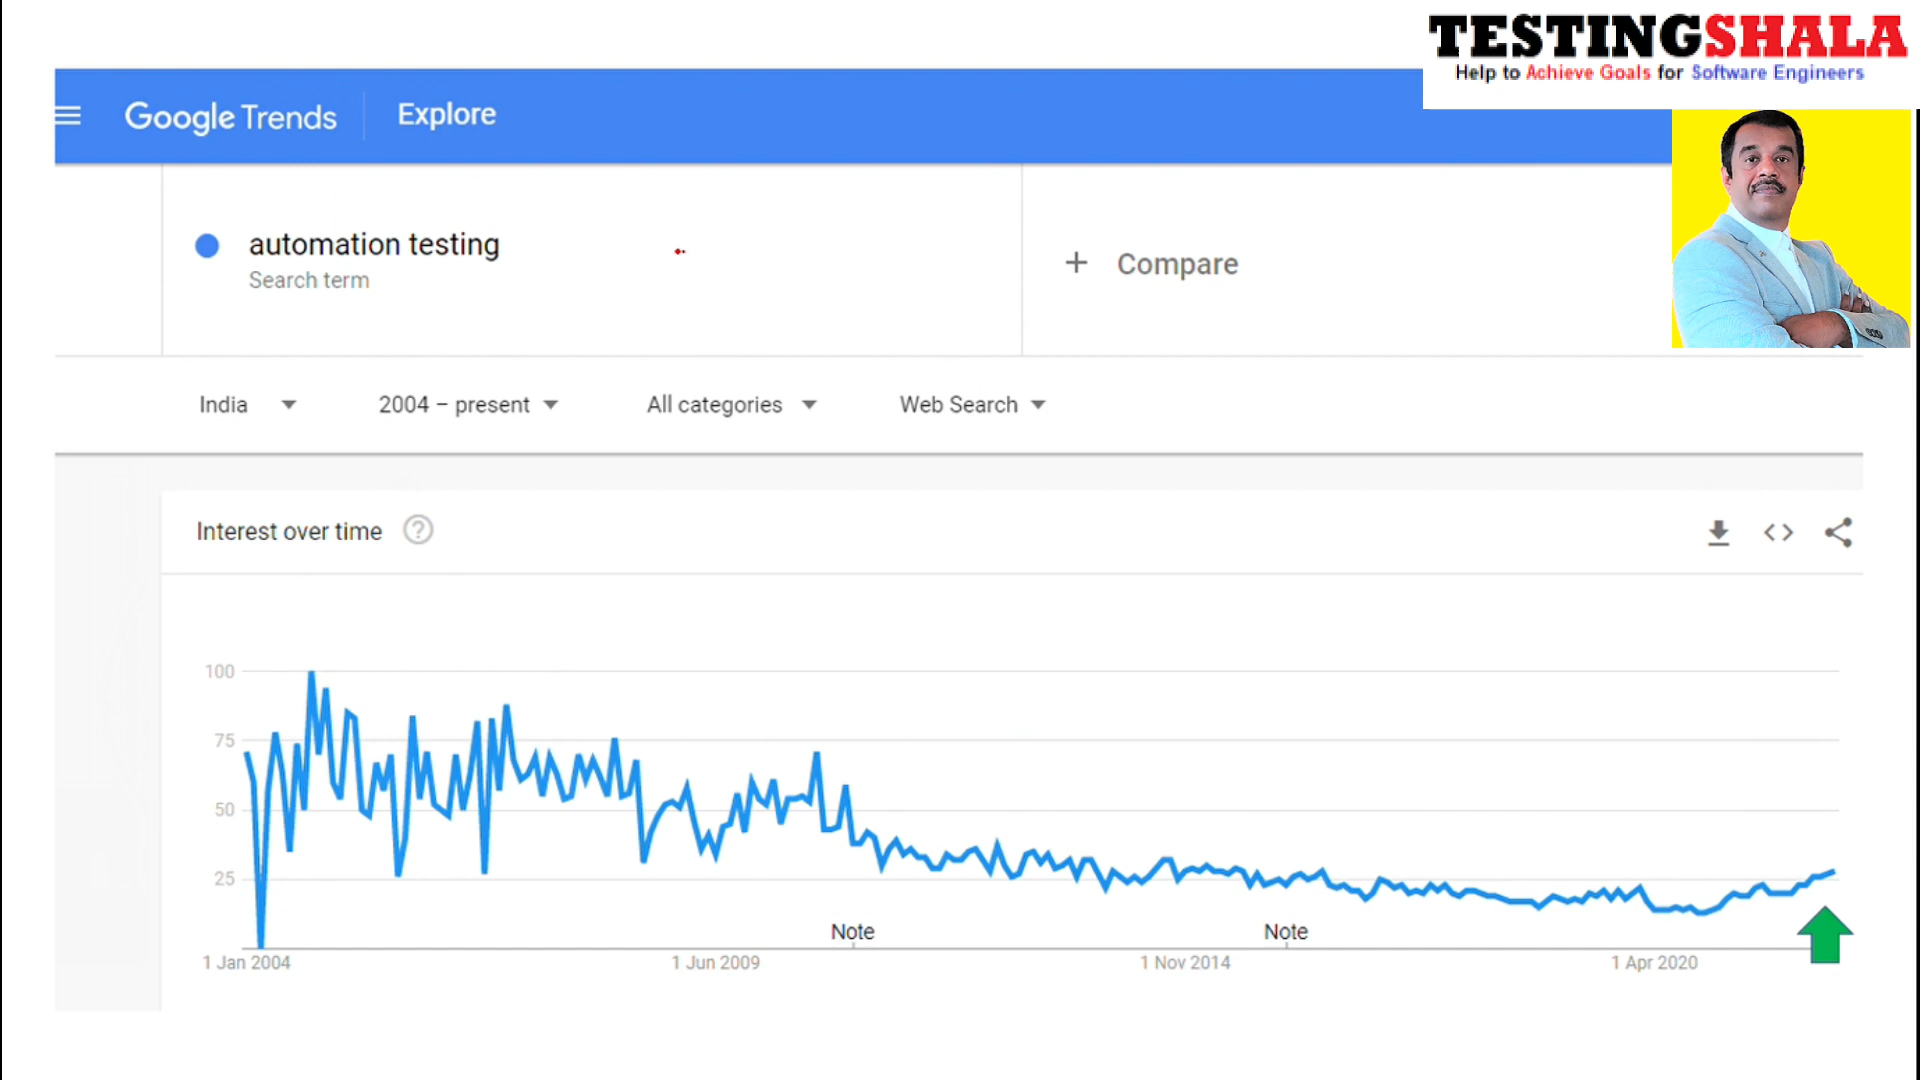 TESTINGSHALA
Help to Achieve Goals for Software Engineers
Google Trends
Explore
automation testing
Search term
+ Compare
India
2004 – present
All categories
Web Search
Interest over time ?
100
75
50
25
Note
Note
1 Jan 2004
1 Jun 2009
1 Nov 2014
1 Apr 2020